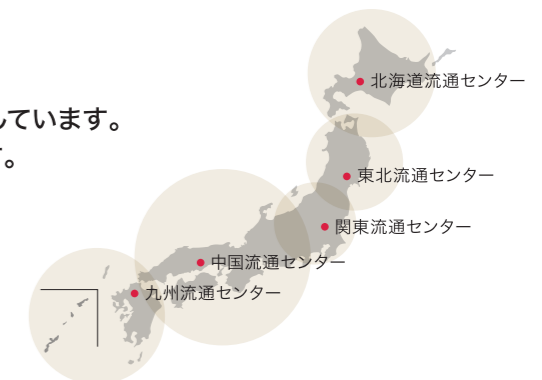 ています。
。
北海道流通センター
東北流通センター
関東流通センター
中国流通センター
九州流通センター